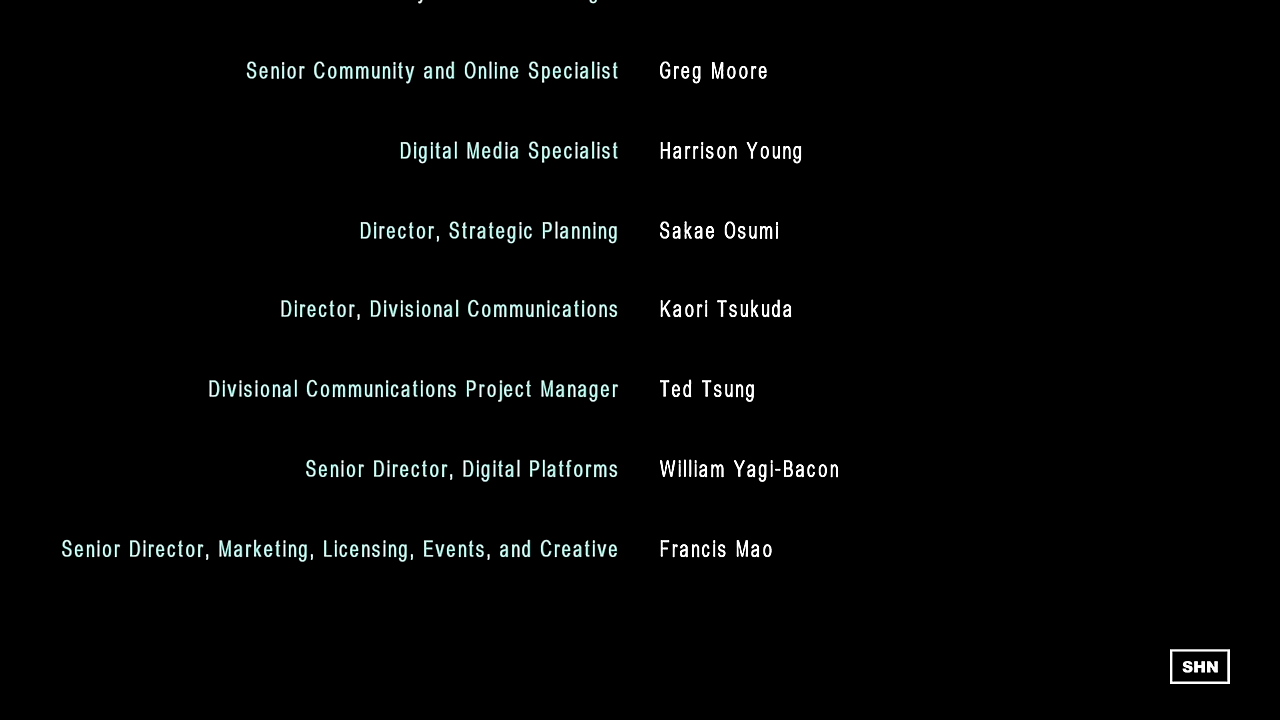 Senior Community and Online Specialist Greg Moore
Digital Media Specialist Harrison Young
Director, Strategic Planning Sakae Osumi
Director, Divisional Communications Kaori Tsukuda
Divisional Communications Project Manager Ted Tsung
Senior Director, Digital Platforms William Yagi-Bacon
Senior Director, Marketing, Licensing, Events, and Creative Francis Mao
SHN